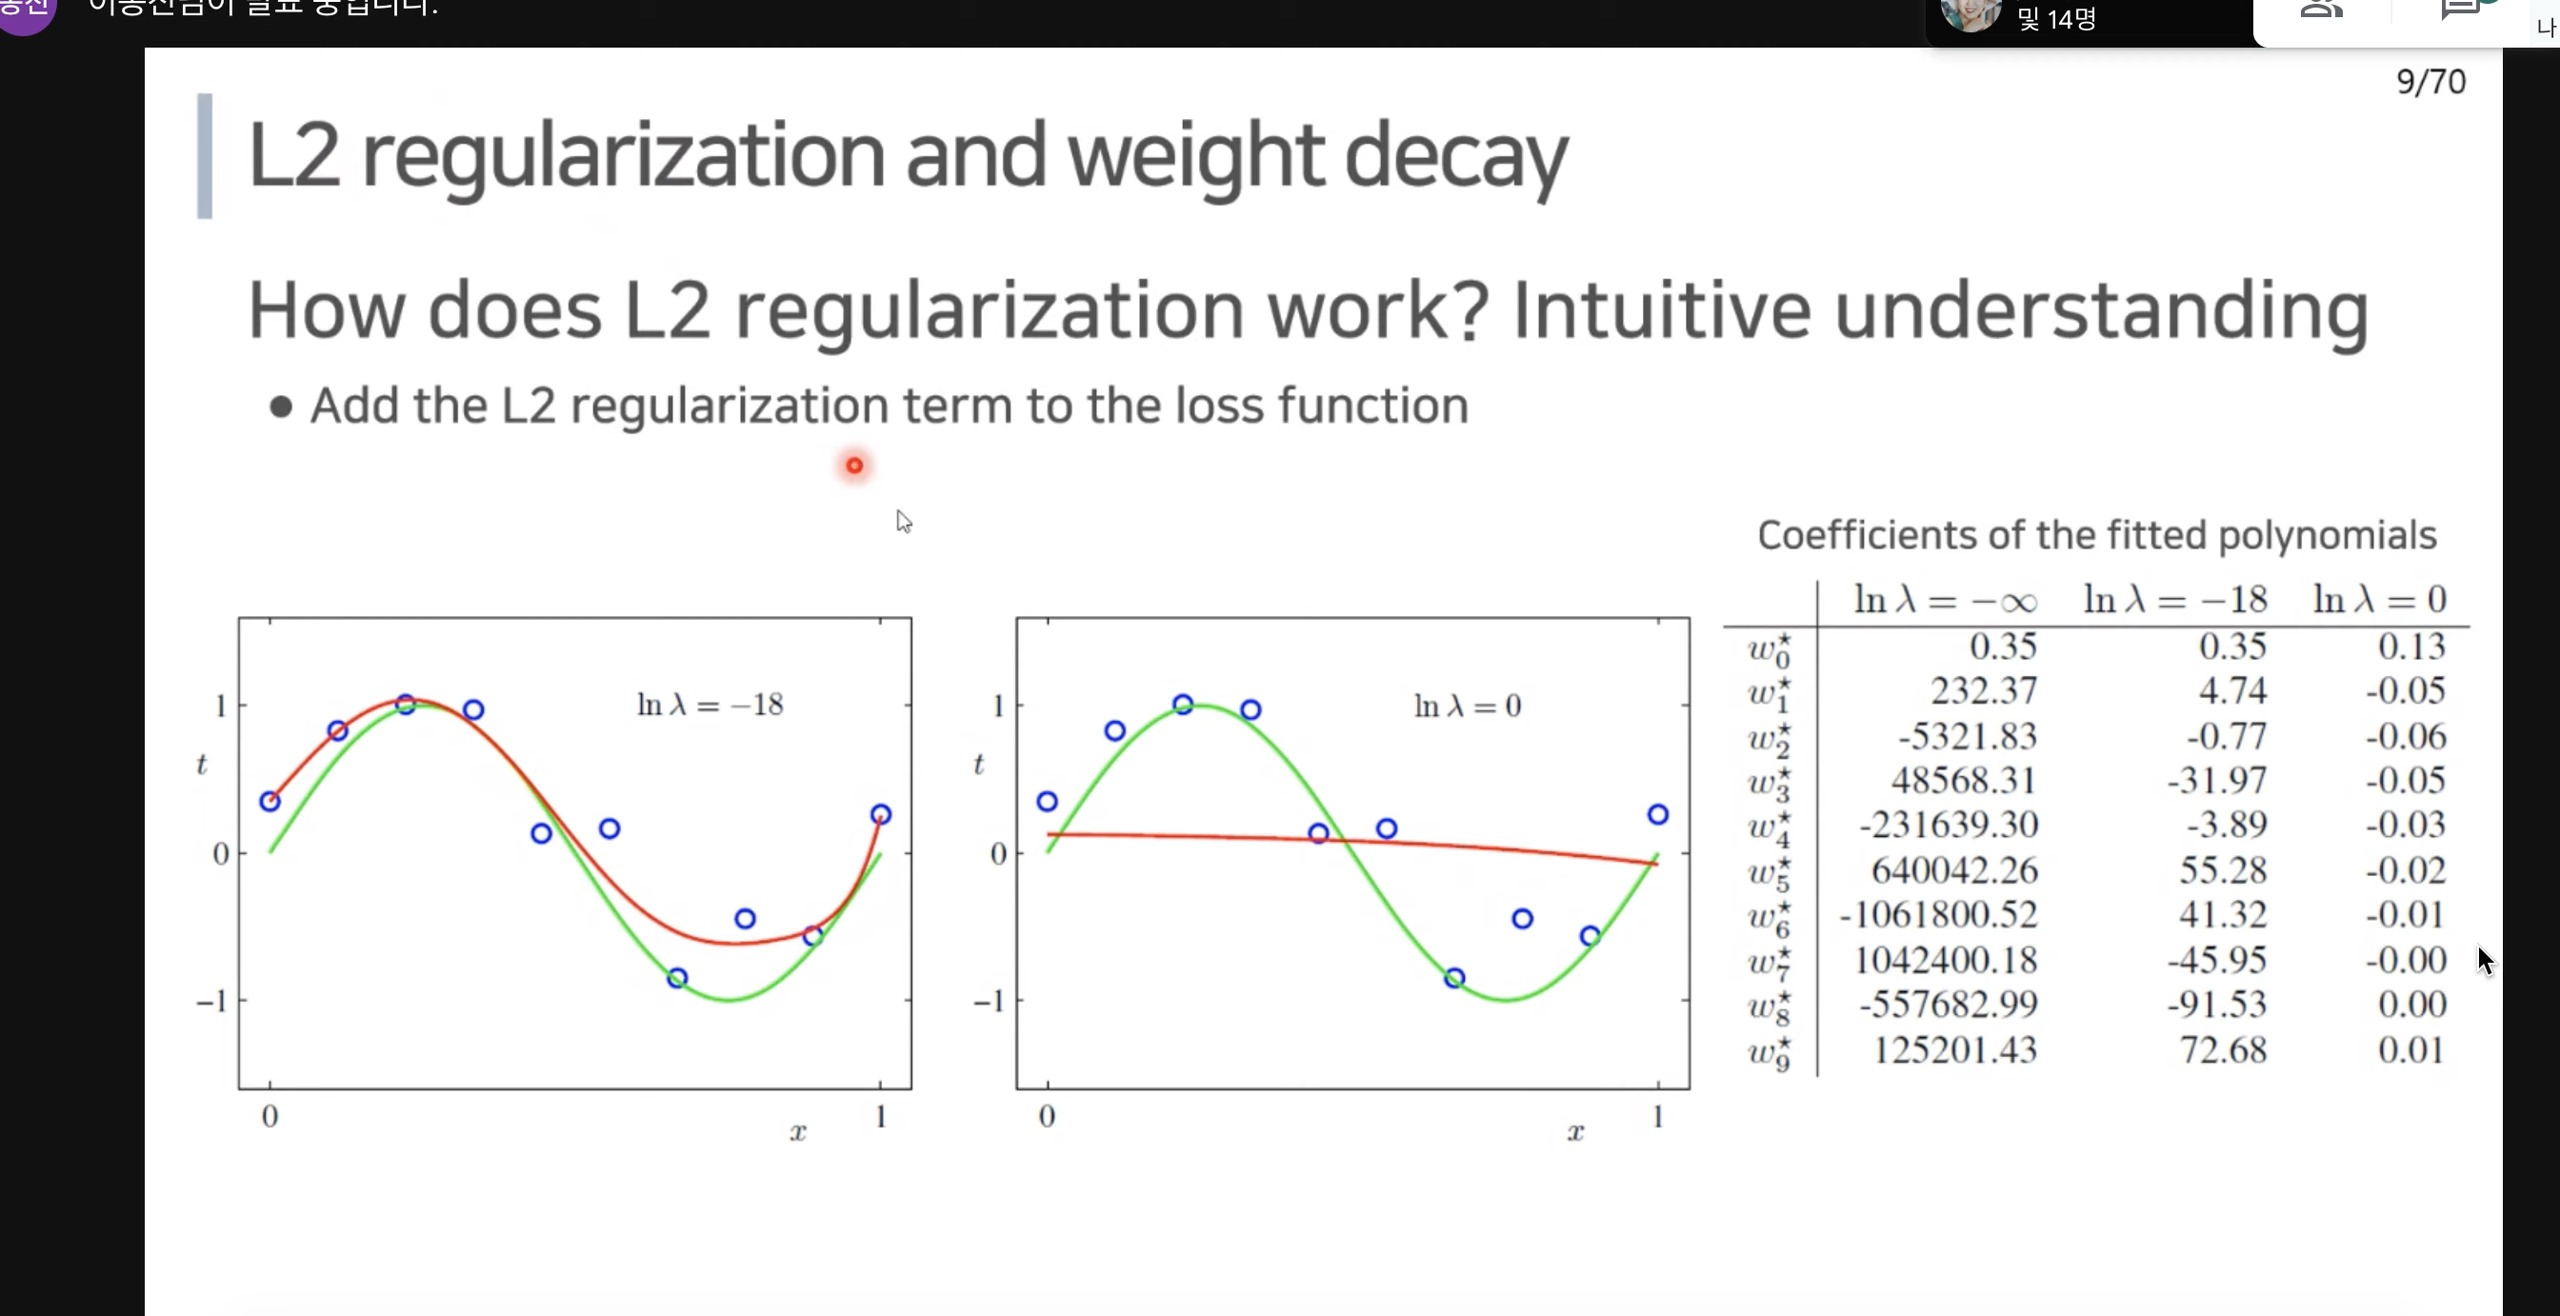 및 14명
나
9/70
L2 regularization and weight decay
How does L2 regularization work? Intuitive understanding
● Add the L2 regularization term to the loss function
ln λ = −18
1
t
0
−1
0
x
1
ln λ = 0
1
t
0
−1
0
x
1
Coefficients of the fitted polynomials
ln λ = −∞ ln λ = −18 ln λ = 0
w₀* 0.35 0.35 0.13
w₁* 232.37 4.74 -0.05
w₂* -5321.83 -0.77 -0.06
w₃* 48568.31 -31.97 -0.05
w₄* -231639.30 -3.89 -0.03
w₅* 640042.26 55.28 -0.02
w₆* -1061800.52 41.32 -0.01
w₇* 1042400.18 -45.95 -0.00
w₈* -557682.99 -91.53 0.00
w₉* 125201.43 72.68 0.01